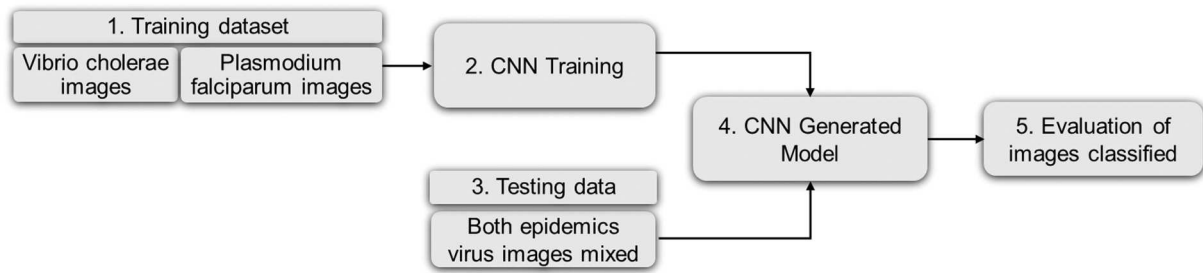 1. Training dataset
Vibrio cholerae
images
Plasmodium
falciparum images
2. CNN Training
3. Testing data
Both epidemics
virus images mixed
4. CNN Generated
Model
5. Evaluation of
images classified